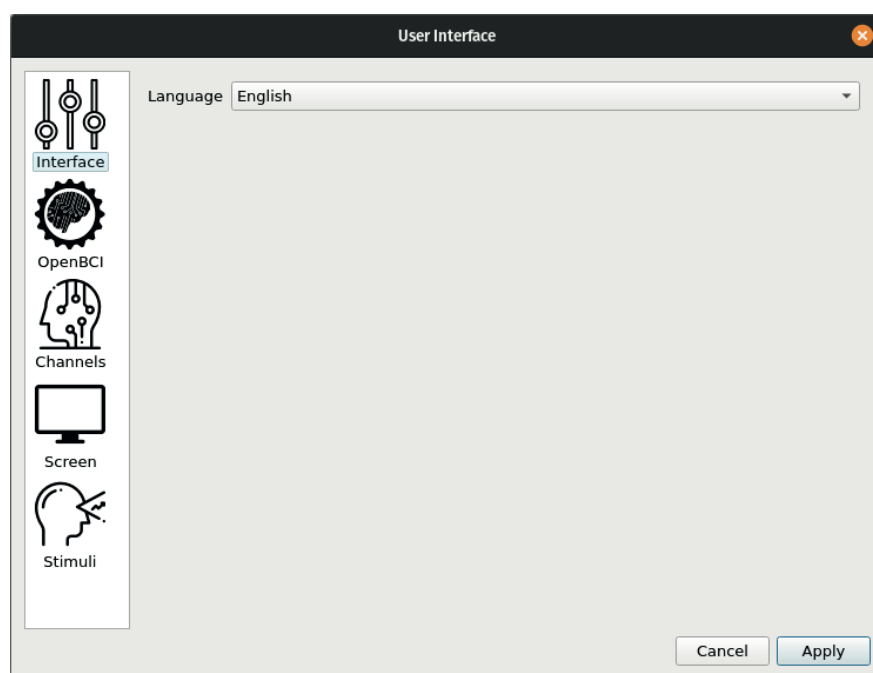 User Interface
Interface
OpenBCI
Channels
Screen
Stimuli
Language English
Cancel Apply